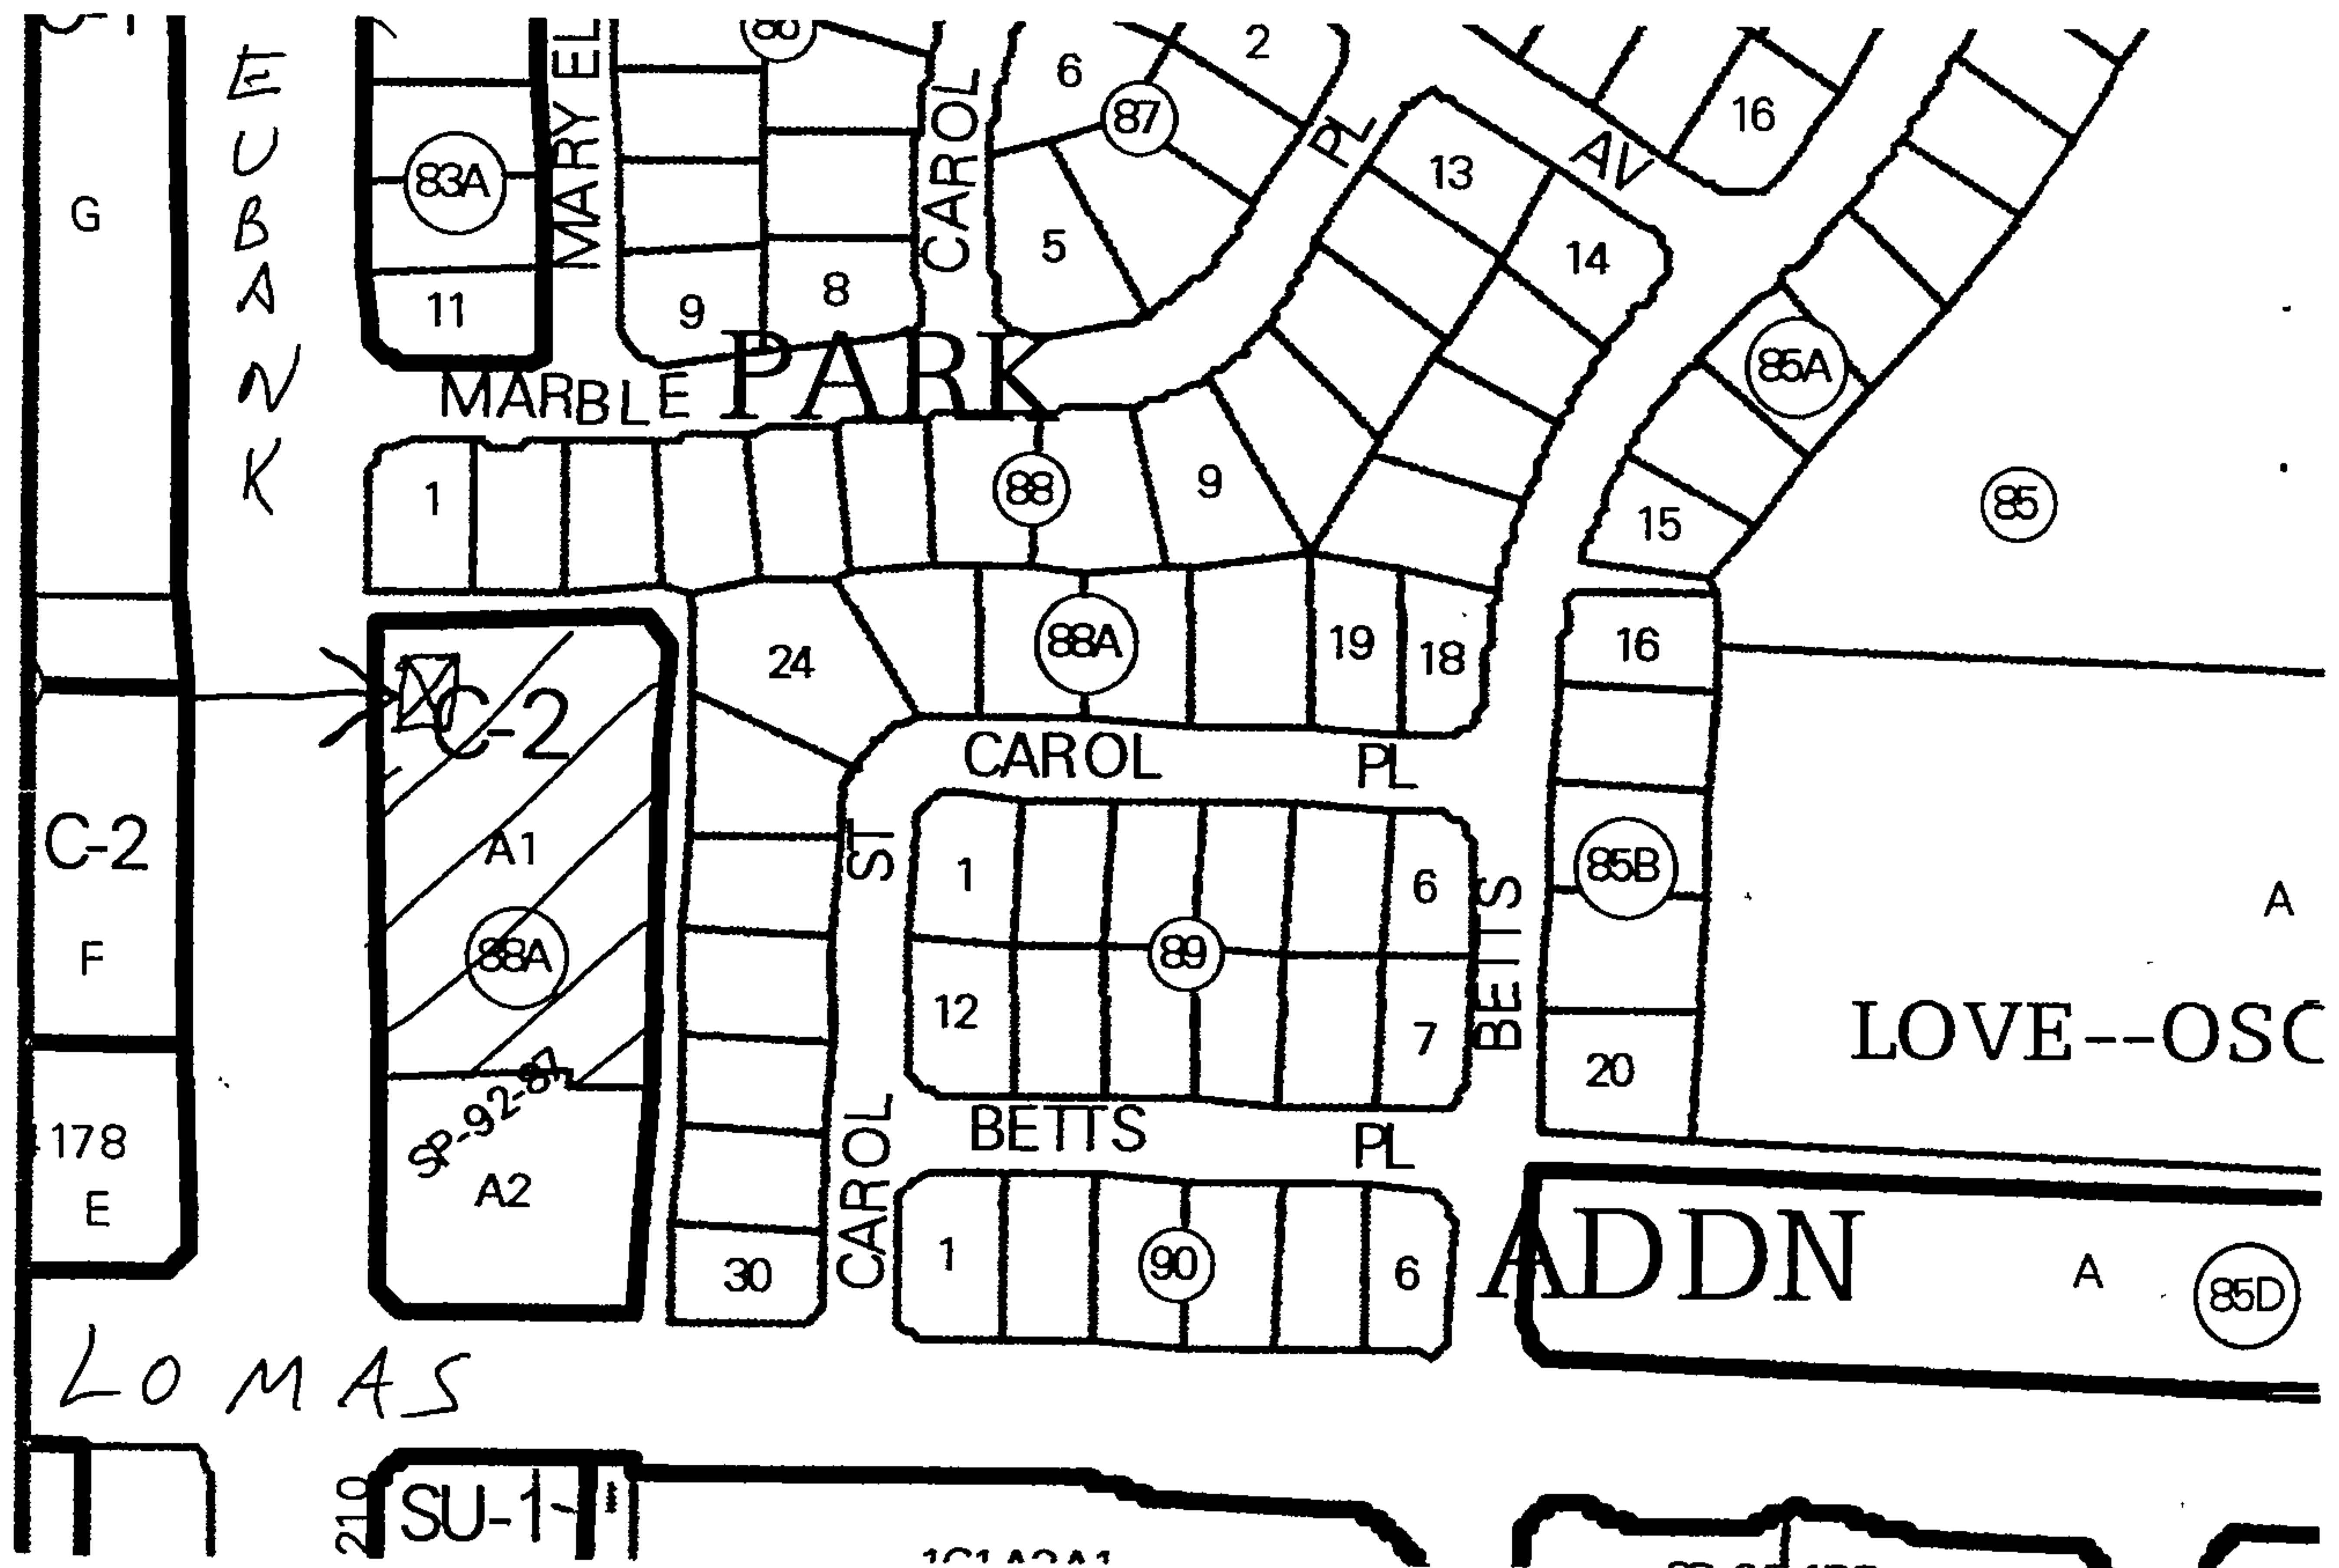 EUBANK
G
83A
11
MARY EL
9
8
CAROL
6
2
87
5
PL
13
14
AV
16
85A
15
85
MARBLE
PARK
1
88
9
24
88A
19
18
16
C-2
A1
88A
SP-92-87
A2
C-2
F
178
E
CAROL PL
ST
1
6
89
12
7
BETTS
85B
20
A
LOVE--OSC
BETTS PL
CAROL
30
1
90
6
ADDN
A
85D
LOMAS
210
SU-1